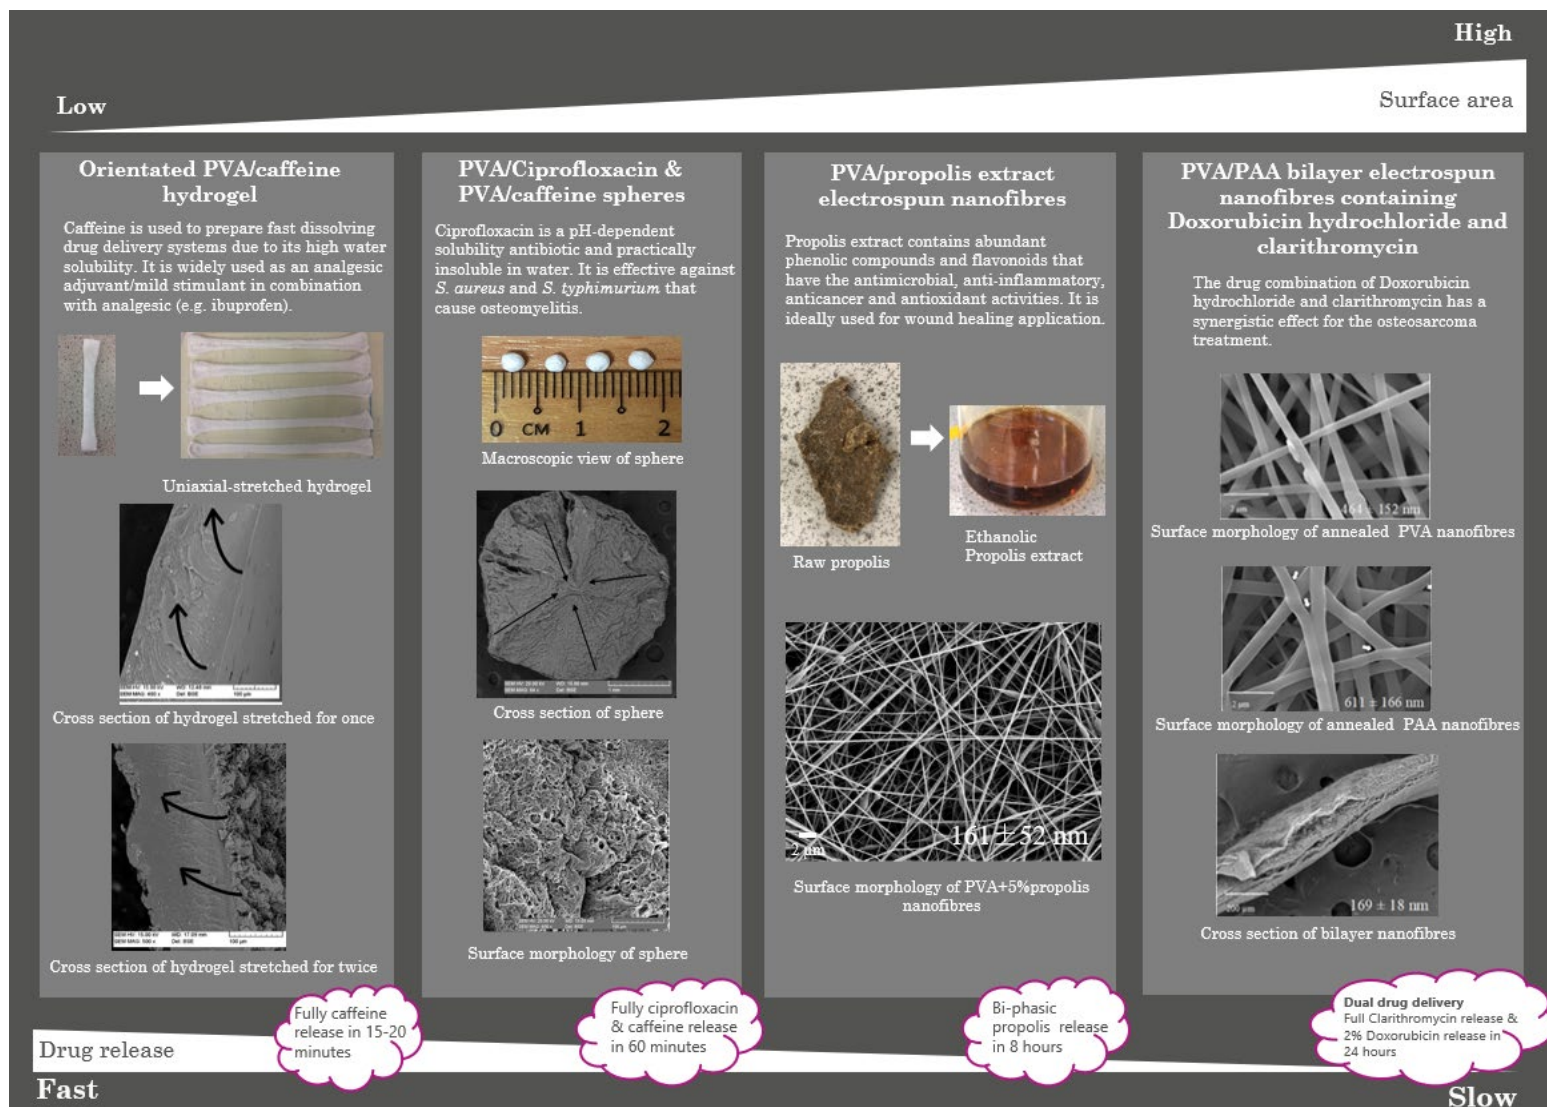 High
Low
Surface area
Orientated PVA/caffeine
hydrogel
Caffeine is used to prepare fast dissolving
drug delivery systems due to its high water
solubility. It is widely used as an analgesic
adjuvant/mild stimulant in combination
with analgesic (e.g. ibuprofen).
Uniaxial-stretched hydrogel
100 µm
Cross section of hydrogel stretched for once
100 µm
Cross section of hydrogel stretched for twice
PVA/Ciprofloxacin &
PVA/caffeine spheres
Ciprofloxacin is a pH-dependent
solubility antibiotic and practically
insoluble in water. It is effective against
S. aureus and S. typhimurium that
cause osteomyelitis.
0 CM 1 2
Macroscopic view of sphere
1 mm
Cross section of sphere
Surface morphology of sphere
PVA/propolis extract
electrospun nanofibres
Propolis extract contains abundant
phenolic compounds and flavonoids that
have the antimicrobial, anti-inflammatory,
anticancer and antioxidant activities. It is
ideally used for wound healing application.
Raw propolis
Ethanolic
Propolis extract
2 µm
161 ± 52 nm
Surface morphology of PVA+5%propolis
nanofibres
PVA/PAA bilayer electrospun
nanofibres containing
Doxorubicin hydrochloride and
clarithromycin
The drug combination of Doxorubicin
hydrochloride and clarithromycin has a
synergistic effect for the osteosarcoma
treatment.
2 µm
464 ± 152 nm
Surface morphology of annealed PVA nanofibres
2 µm
611 ± 166 nm
Surface morphology of annealed PAA nanofibres
200 µm
169 ± 18 nm
Cross section of bilayer nanofibres
Fully caffeine
release in 15-20
minutes
Fully ciprofloxacin
& caffeine release
in 60 minutes
Bi-phasic
propolis release
in 8 hours
Dual drug delivery
Full Clarithromycin release &
2% Doxorubicin release in
24 hours
Drug release
Fast
Slow